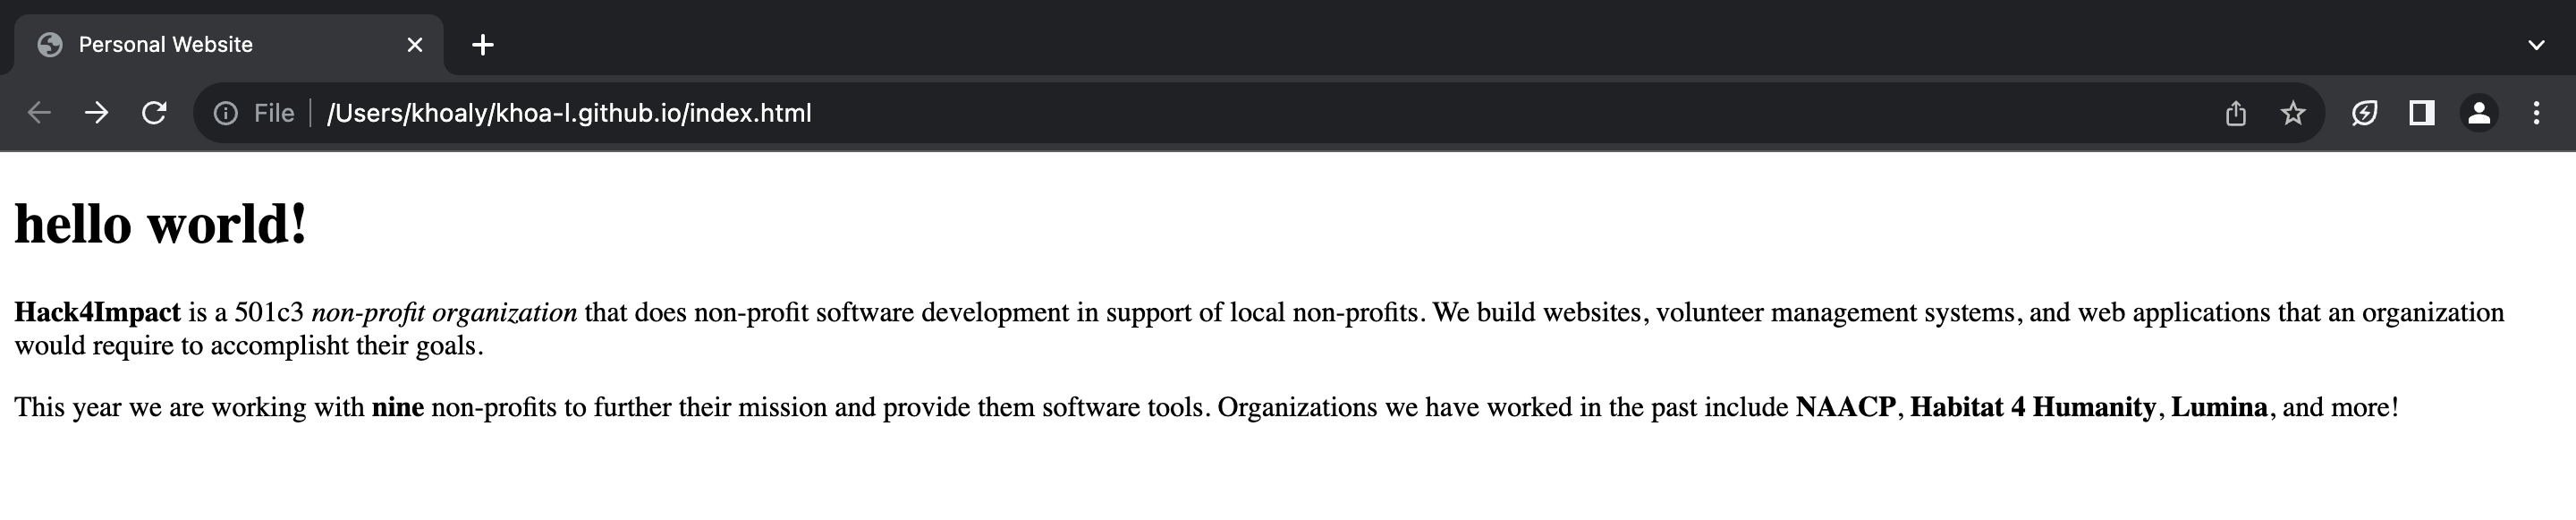 Personal Website
File /Users/khoaly/khoa-l.github.io/index.html
hello world!
Hack4Impact is a 501c3 non-profit organization that does non-profit software development in support of local non-profits. We build websites, volunteer management systems, and web applications that an organization
would require to accomplisht their goals.
This year we are working with nine non-profits to further their mission and provide them software tools. Organizations we have worked in the past include NAACP, Habitat 4 Humanity, Lumina, and more!